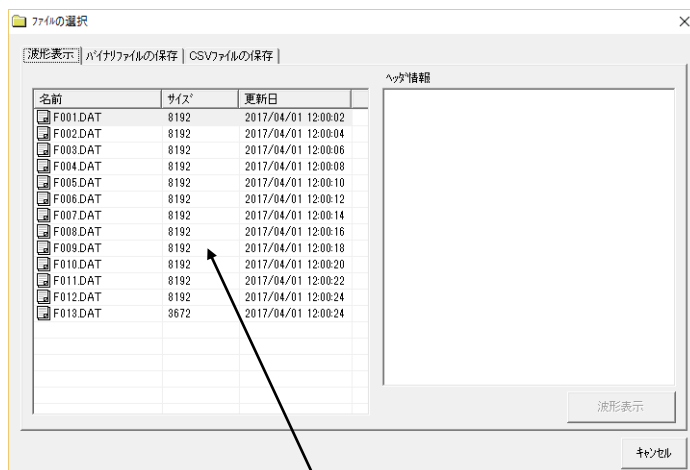 ﾌｧｲﾙの選択
波形表示 ﾊﾞｲﾅﾘﾌｧｲﾙの保存 CSVﾌｧｲﾙの保存
ﾍｯﾀﾞ情報
名前 ｻｲｽﾞ 更新日
F001.DAT 8192 2017/04/01 12:00:02
F002.DAT 8192 2017/04/01 12:00:04
F003.DAT 8192 2017/04/01 12:00:06
F004.DAT 8192 2017/04/01 12:00:08
F005.DAT 8192 2017/04/01 12:00:10
F006.DAT 8192 2017/04/01 12:00:12
F007.DAT 8192 2017/04/01 12:00:14
F008.DAT 8192 2017/04/01 12:00:16
F009.DAT 8192 2017/04/01 12:00:18
F010.DAT 8192 2017/04/01 12:00:20
F011.DAT 8192 2017/04/01 12:00:22
F012.DAT 8192 2017/04/01 12:00:24
F013.DAT 3672 2017/04/01 12:00:24
波形表示
ｷｬﾝｾﾙ